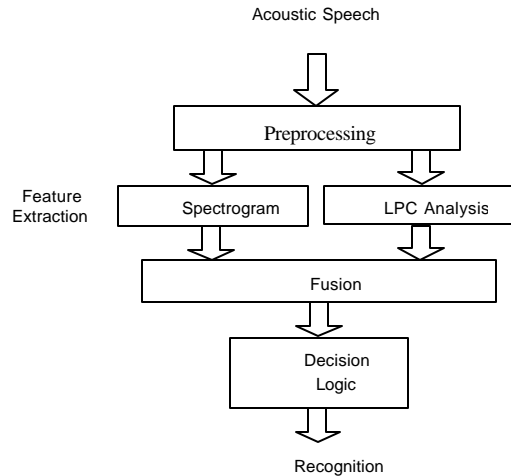 Acoustic Speech
Preprocessing
Feature
Extraction
Spectrogram
LPC Analysis
Fusion
Decision
Logic
Recognition